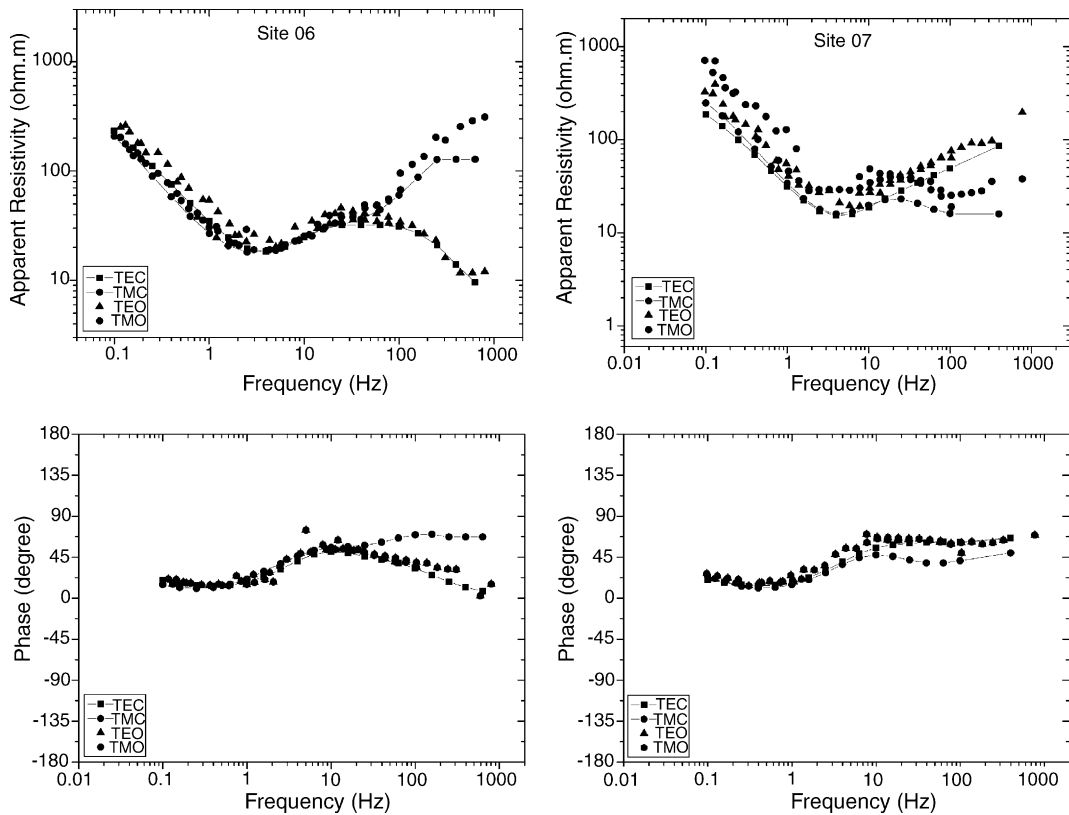 Site 06
Apparent Resistivity (ohm.m)
1000
100
10
TEC
TMC
TEO
TMO
0.1
1
10
100
1000
Frequency (Hz)
Site 07
Apparent Resistivity (ohm.m)
1000
100
10
1
TEC
TMC
TEO
TMO
0.01
0.1
1
10
100
1000
Frequency (Hz)
Phase (degree)
180
135
90
45
0
-45
-90
-135
-180
TEC
TMC
TEO
TMO
0.01
0.1
1
10
100
1000
Frequency (Hz)
Phase (degree)
180
135
90
45
0
-45
-90
-135
-180
TEC
TMC
TEO
TMO
0.01
0.1
1
10
100
1000
Frequency (Hz)